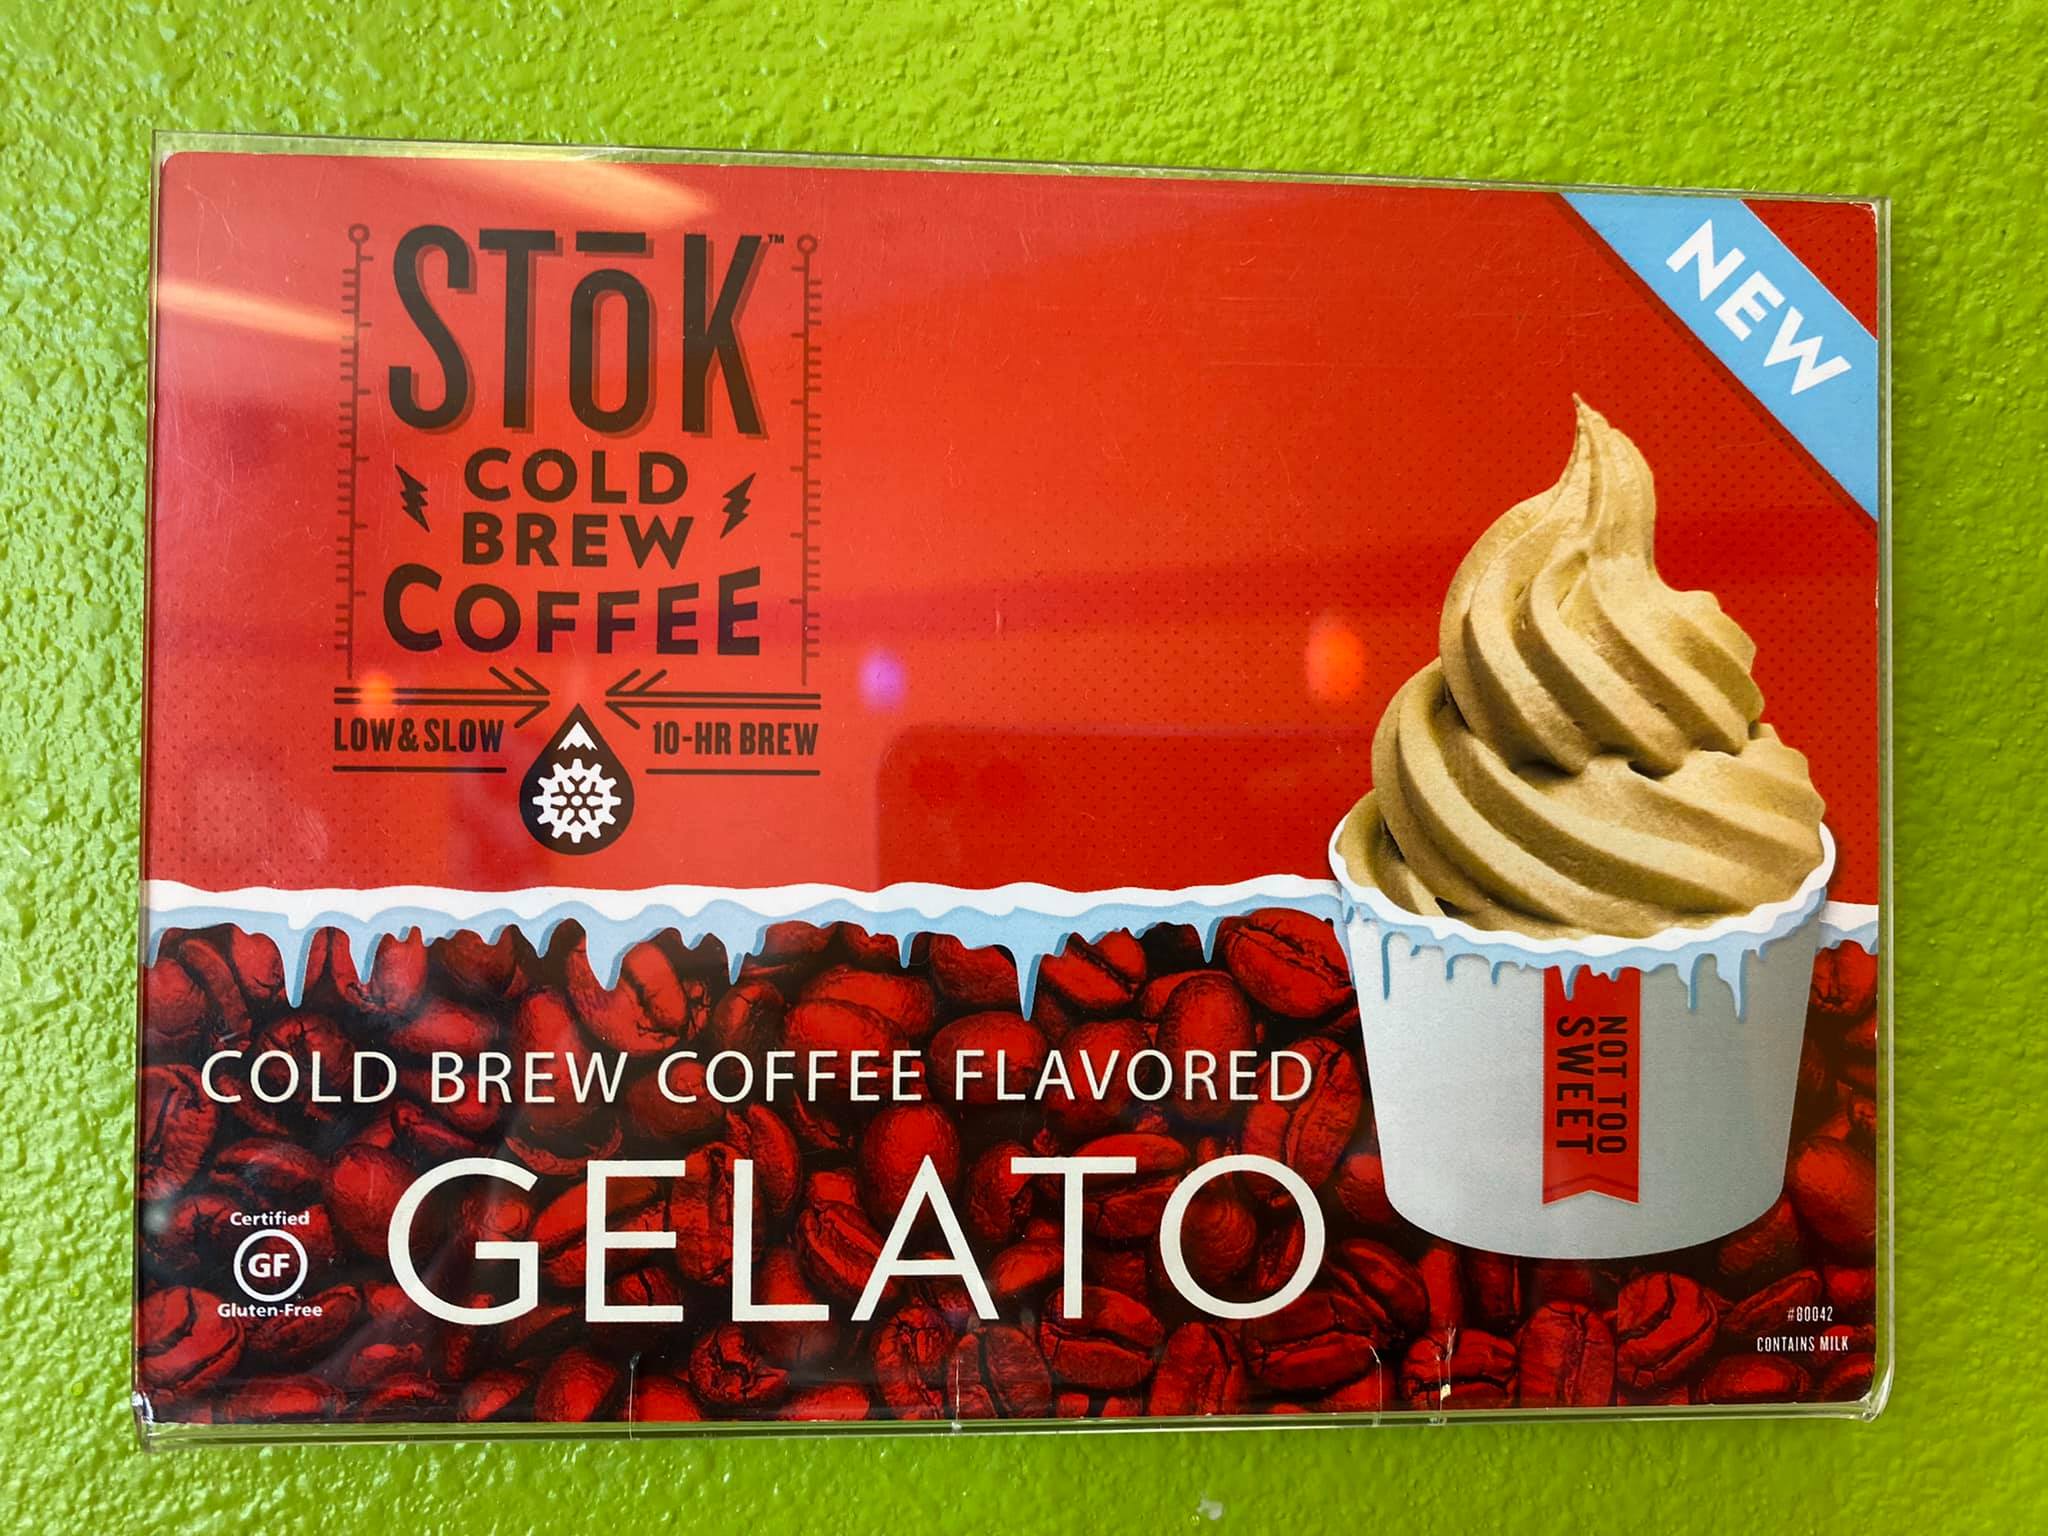 STōK™
COLD
BREW
COFFEE
LOW & SLOW 10-HR BREW
NEW
NOT TOO
SWEET
COLD BREW COFFEE FLAVORED
GELATO
Certified
GF
Gluten-Free
#80042
CONTAINS MILK